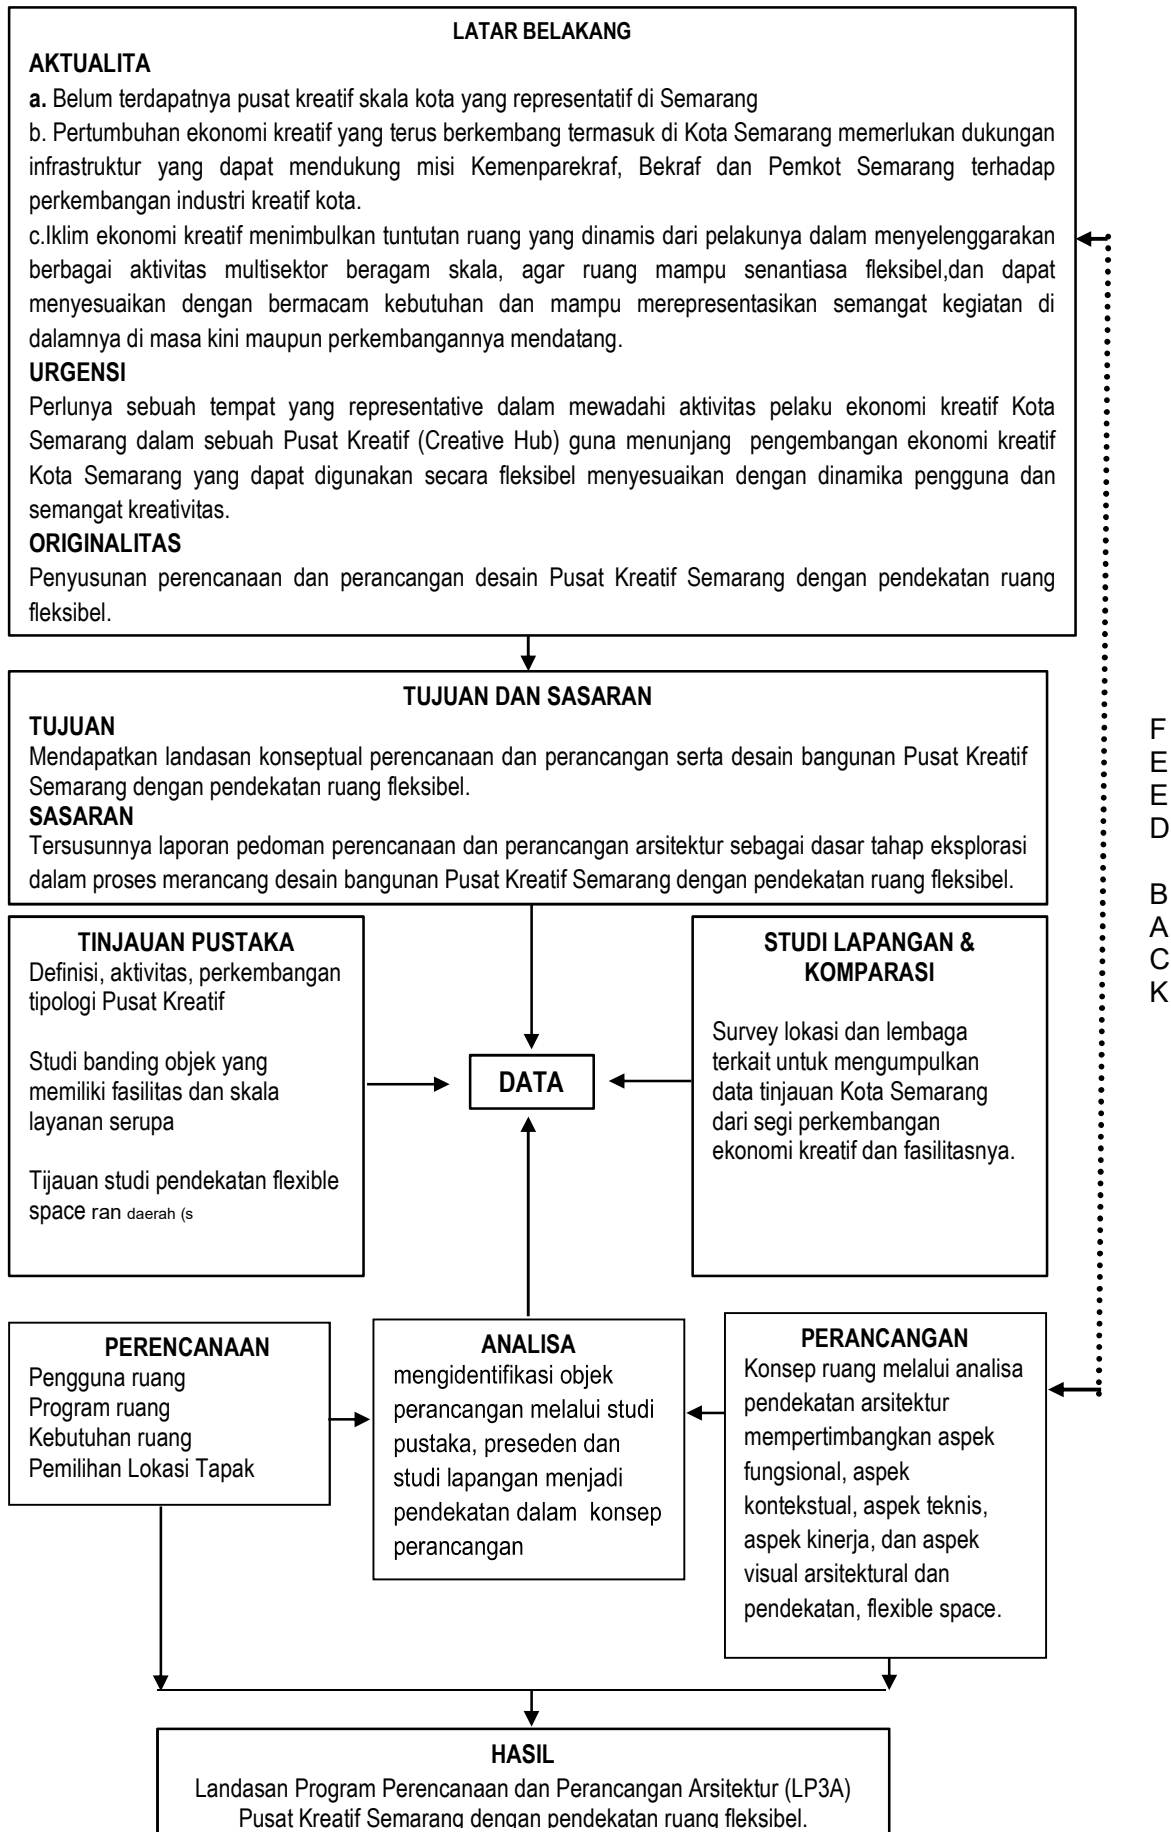 LATAR BELAKANG
AKTUALITA
a. Belum terdapatnya pusat kreatif skala kota yang representatif di Semarang
b. Pertumbuhan ekonomi kreatif yang terus berkembang termasuk di Kota Semarang memerlukan dukungan
infrastruktur yang dapat mendukung misi Kemenparekraf, Bekraf dan Pemkot Semarang terhadap
perkembangan industri kreatif kota.
c.Iklim ekonomi kreatif menimbulkan tuntutan ruang yang dinamis dari pelakunya dalam menyelenggarakan
berbagai aktivitas multisektor beragam skala, agar ruang mampu senantiasa fleksibel,dan dapat
menyesuaikan dengan bermacam kebutuhan dan mampu merepresentasikan semangat kegiatan di
dalamnya di masa kini maupun perkembangannya mendatang.
URGENSI
Perlunya sebuah tempat yang representative dalam mewadahi aktivitas pelaku ekonomi kreatif Kota
Semarang dalam sebuah Pusat Kreatif (Creative Hub) guna menunjang pengembangan ekonomi kreatif
Kota Semarang yang dapat digunakan secara fleksibel menyesuaikan dengan dinamika pengguna dan
semangat kreativitas.
ORIGINALITAS
Penyusunan perencanaan dan perancangan desain Pusat Kreatif Semarang dengan pendekatan ruang
fleksibel.
TUJUAN DAN SASARAN
TUJUAN
Mendapatkan landasan konseptual perencanaan dan perancangan serta desain bangunan Pusat Kreatif
Semarang dengan pendekatan ruang fleksibel.
SASARAN
Tersusunnya laporan pedoman perencanaan dan perancangan arsitektur sebagai dasar tahap eksplorasi
dalam proses merancang desain bangunan Pusat Kreatif Semarang dengan pendekatan ruang fleksibel.
TINJAUAN PUSTAKA
Definisi, aktivitas, perkembangan
tipologi Pusat Kreatif
Studi banding objek yang
memiliki fasilitas dan skala
layanan serupa
Tijauan studi pendekatan flexible
space ran daerah (s
DATA
STUDI LAPANGAN &
KOMPARASI
Survey lokasi dan lembaga
terkait untuk mengumpulkan
data tinjauan Kota Semarang
dari segi perkembangan
ekonomi kreatif dan fasilitasnya.
F
E
E
D
B
A
C
K
PERENCANAAN
Pengguna ruang
Program ruang
Kebutuhan ruang
Pemilihan Lokasi Tapak
ANALISA
mengidentifikasi objek
perancangan melalui studi
pustaka, preseden dan
studi lapangan menjadi
pendekatan dalam konsep
perancangan
PERANCANGAN
Konsep ruang melalui analisa
pendekatan arsitektur
mempertimbangkan aspek
fungsional, aspek
kontekstual, aspek teknis,
aspek kinerja, dan aspek
visual arsitektural dan
pendekatan, flexible space.
HASIL
Landasan Program Perencanaan dan Perancangan Arsitektur (LP3A)
Pusat Kreatif Semarang dengan pendekatan ruang fleksibel.